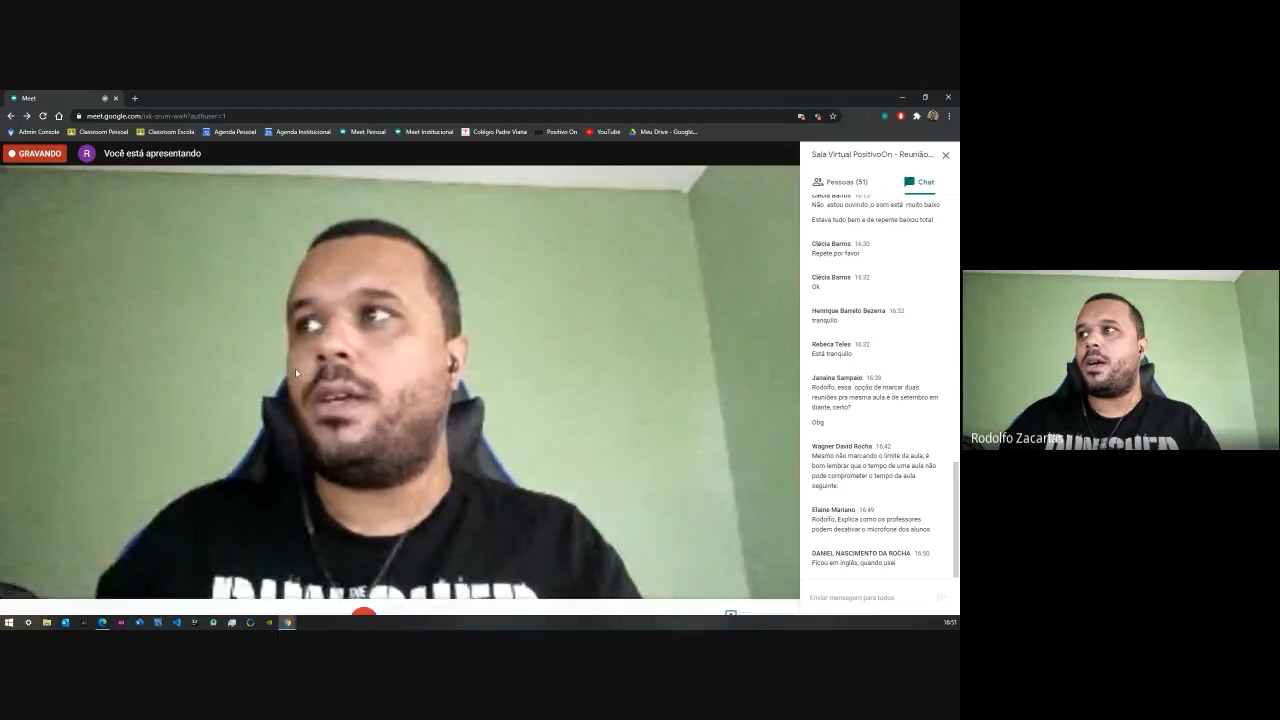 Meet
meet.google.com/ixk-zrum-wwh?authuser=1
Admin Console Classroom Pessoal Classroom Escola Agenda Pessoal Agenda Institucional Meet Pessoal Meet Institucional Colégio Padre Viana Positivo On YouTube Meu Drive - Google...
GRAVANDO R Você está apresentando
Sala Virtual PositivoOn - Reunião...
Pessoas (51) Chat
Clécia Barros
Não estou ouvindo ,o som está muito baixo
Estava tudo bem e de repente baixou total
Clécia Barros 16:30
Repete por favor
Clécia Barros 16:32
Ok
Henrique Barreto Bezerra 16:32
tranquilo
Rebeca Teles 16:32
Está tranquilo
Janaina Sampaio 16:38
Rodolfo, essa opção de marcar duas
reuniões pra mesma aula é de setembro em
diante, certo?
Obg
Wagner David Rocha 16:42
Mesmo não marcando o limite da aula, é
bom lembrar que o tempo de uma aula não
pode comprometer o tempo da aula
seguinte.
Elaine Mariano 16:49
Rodolfo, Explica como os professores
podem desativar o microfone dos alunos
DANIEL NASCIMENTO DA ROCHA 16:50
Ficou em inglês, quando usei
Enviar mensagem para todos
16:51
Rodolfo Zacarias